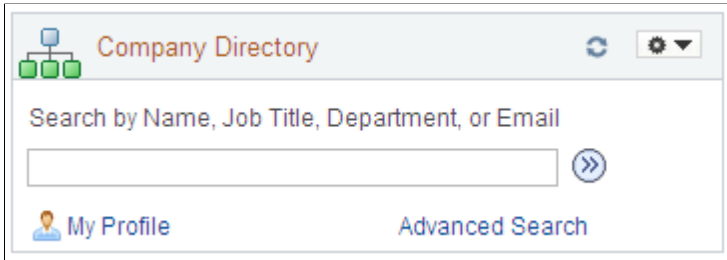 Company Directory
Search by Name, Job Title, Department, or Email
My Profile
Advanced Search